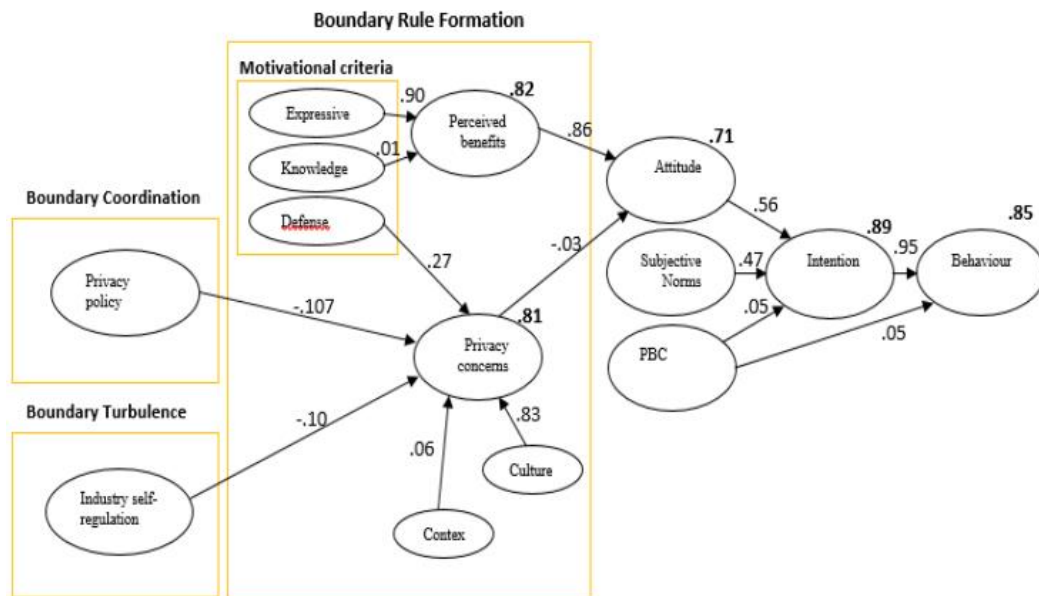 Boundary Rule Formation
Motivational criteria
Expressive
.90
.82
Perceived
benefits
.86
Knowledge
.01
Defense
.27
.71
Attitude
.56
-.03
Boundary Coordination
Privacy
policy
-.107
Subjective
Norms
.47
.89
Intention
.95
.85
Behaviour
PBC
.05
.05
.81
Privacy
concerns
Boundary Turbulence
Industry self-
regulation
-.10
.06
.83
Culture
Contex